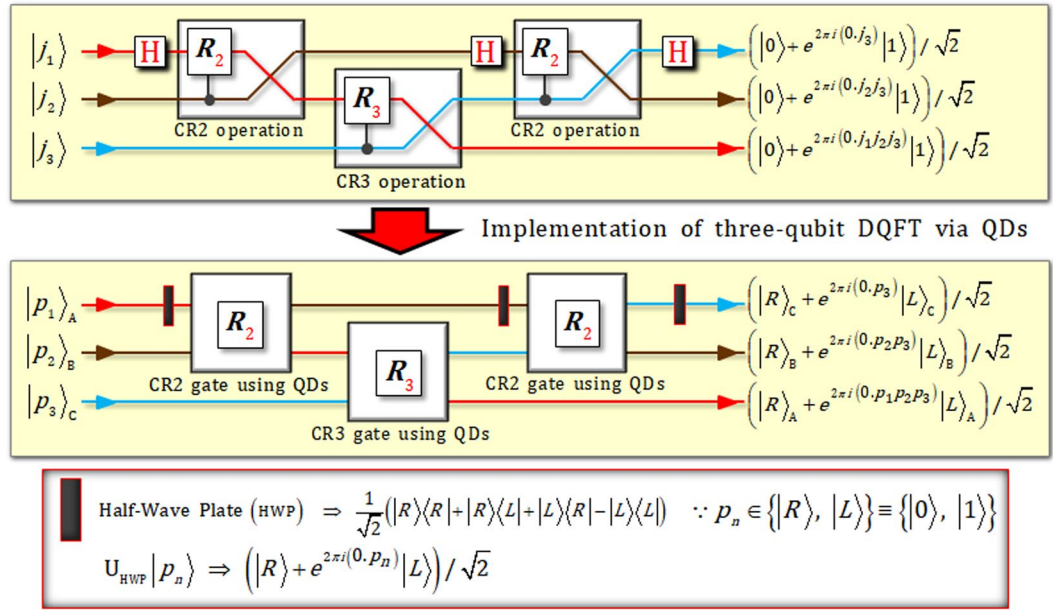 |j₁⟩ H R₂ H R₂ H (|0⟩+e^{2πi(0.j₃)}|1⟩)/√2
|j₂⟩ R₃ (|0⟩+e^{2πi(0.j₂j₃)}|1⟩)/√2
CR2 operation CR2 operation
|j₃⟩ (|0⟩+e^{2πi(0.j₁j₂j₃)}|1⟩)/√2
CR3 operation
Implementation of three-qubit DQFT via QDs
|p₁⟩_A R₂ R₂ (|R⟩_C+e^{2πi(0.p₃)}|L⟩_C)/√2
|p₂⟩_B R₃ (|R⟩_B+e^{2πi(0.p₂p₃)}|L⟩_B)/√2
CR2 gate using QDs CR2 gate using QDs
|p₃⟩_C (|R⟩_A+e^{2πi(0.p₁p₂p₃)}|L⟩_A)/√2
CR3 gate using QDs
Half-Wave Plate (HWP) ⇒ 1/√2(|R⟩⟨R|+|R⟩⟨L|+|L⟩⟨R|−|L⟩⟨L|) ∵ pₙ∈{|R⟩, |L⟩}≡{|0⟩, |1⟩}
U_HWP|pₙ⟩ ⇒ (|R⟩+e^{2πi(0.pₙ)}|L⟩)/√2